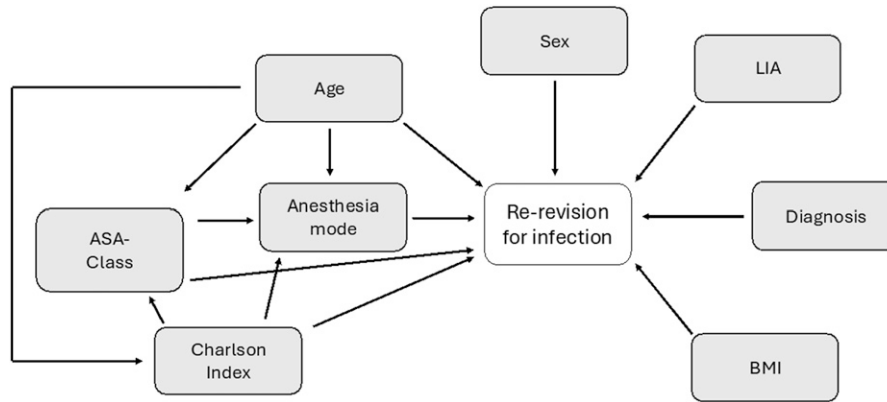 Sex
LIA
Age
Anesthesia
mode
Re-revision
for infection
Diagnosis
ASA-
Class
Charlson
Index
BMI